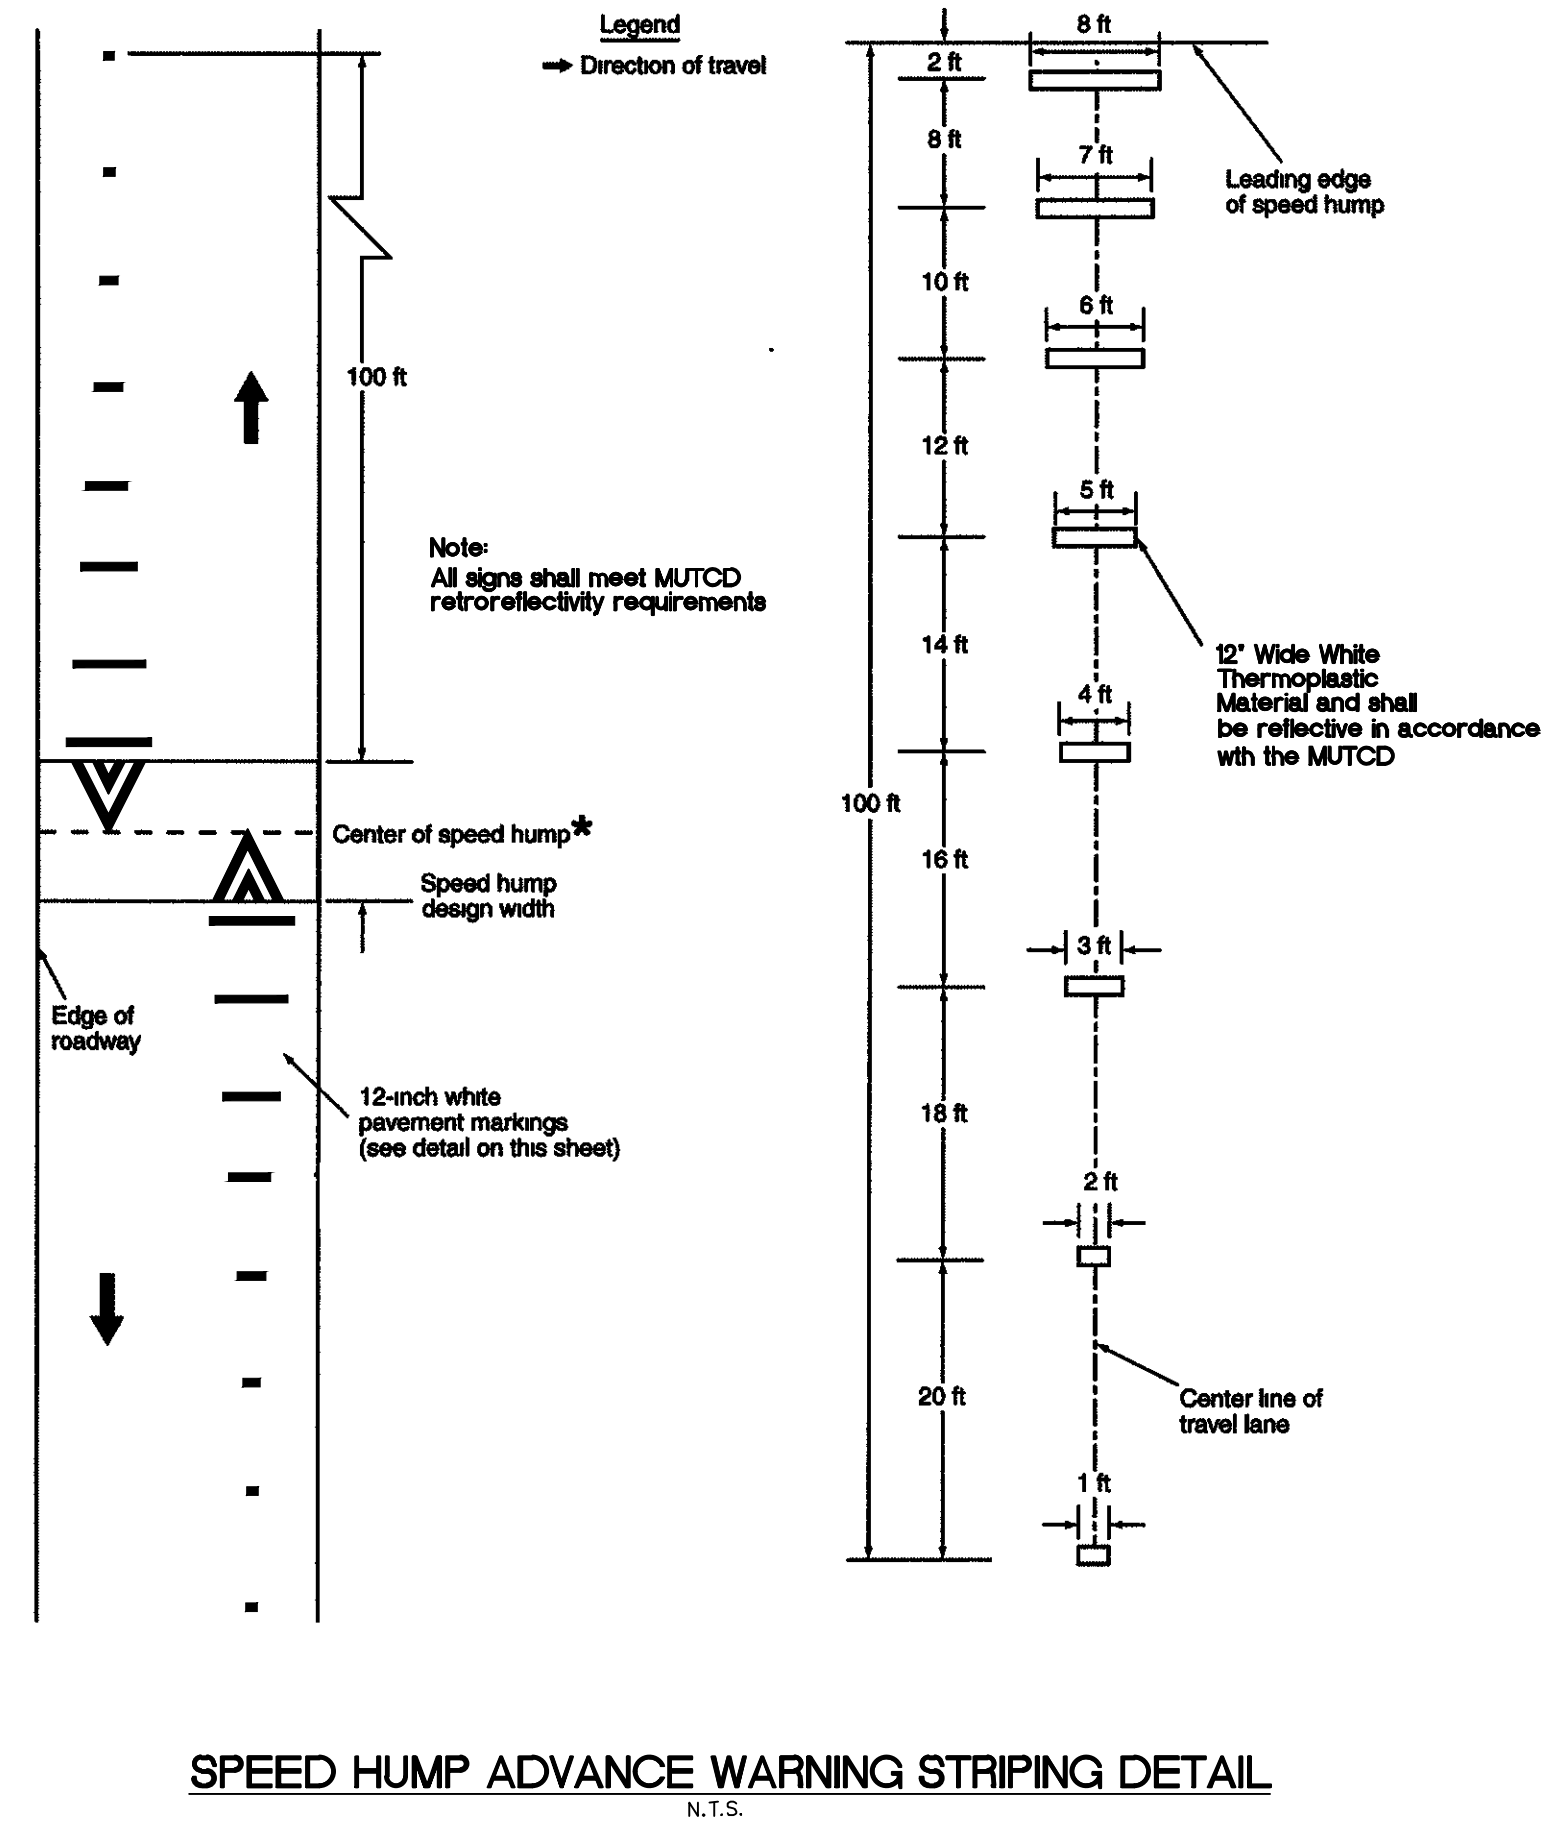 Legend
Direction of travel
100 ft
Note:
All signs shall meet MUTCD
retroreflectivity requirements
Center of speed hump*
Speed hump
design width
Edge of
roadway
12-inch white
pavement markings
(see detail on this sheet)
8 ft
2 ft
8 ft
7 ft
Leading edge
of speed hump
10 ft
6 ft
12 ft
5 ft
14 ft
12" Wide White
Thermoplastic
Material and shall
be reflective in accordance
wth the MUTCD
4 ft
100 ft
16 ft
3 ft
18 ft
2 ft
20 ft
Center line of
travel lane
1 ft
SPEED HUMP ADVANCE WARNING STRIPING DETAIL
N.T.S.